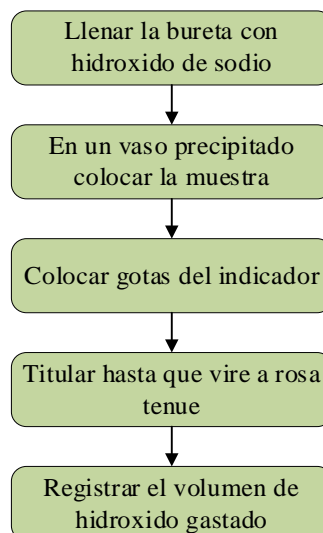 Llenar la bureta con
hidroxido de sodio
En un vaso precipitado
colocar la muestra
Colocar gotas del indicador
Titular hasta que vire a rosa
tenue
Registrar el volumen de
hidroxido gastado